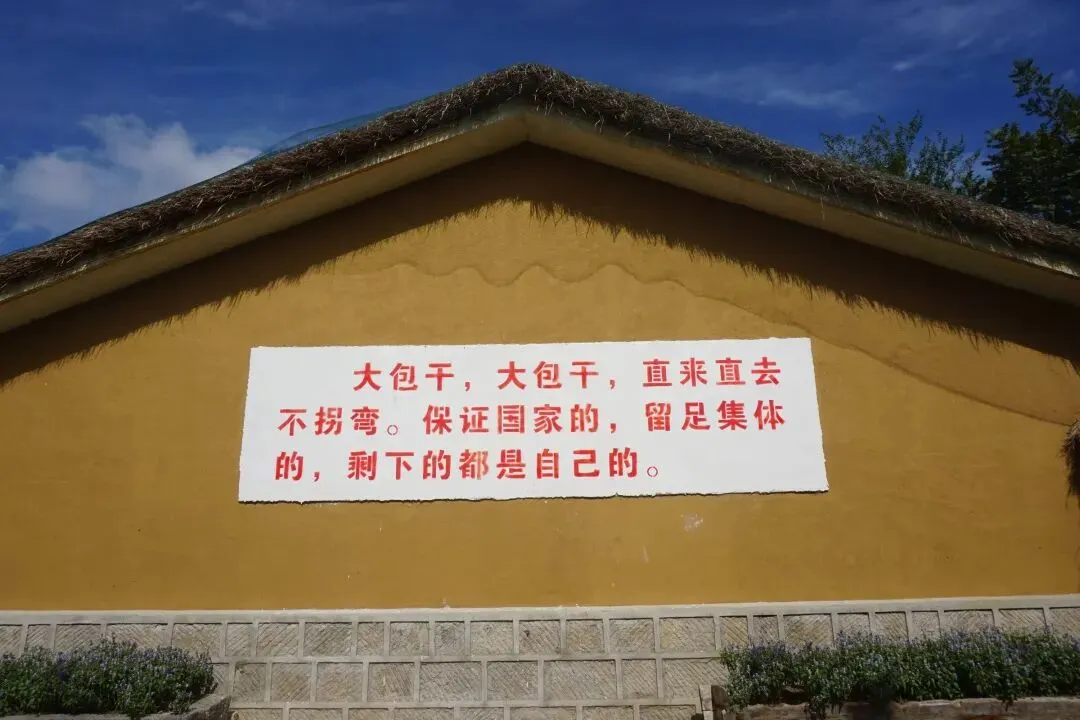 大包干，大包干，直来直去
不拐弯。保证国家的，留足集体
的，剩下的都是自己的。